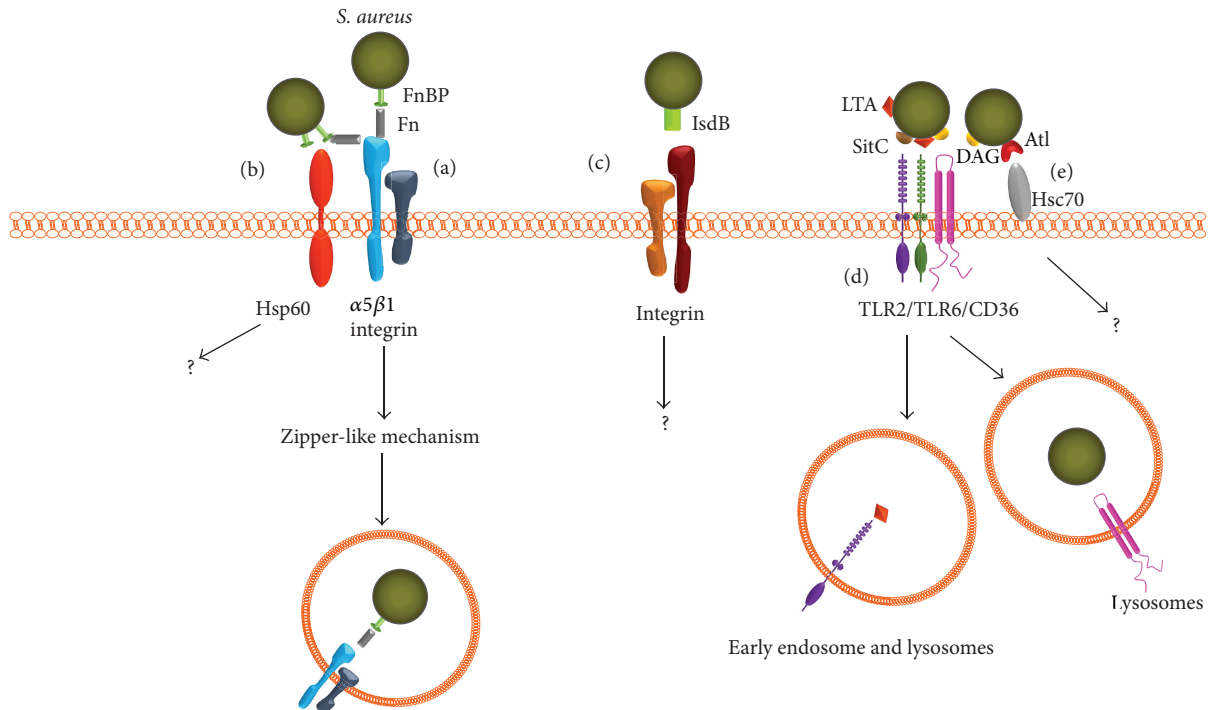 S. aureus
FnBP
Fn
(b)
(a)
Hsp60
α5β1
integrin
?
Zipper-like mechanism
IsdB
(c)
Integrin
?
LTA
SitC
DAG
Atl
(e)
Hsc70
(d)
TLR2/TLR6/CD36
?
Lysosomes
Early endosome and lysosomes